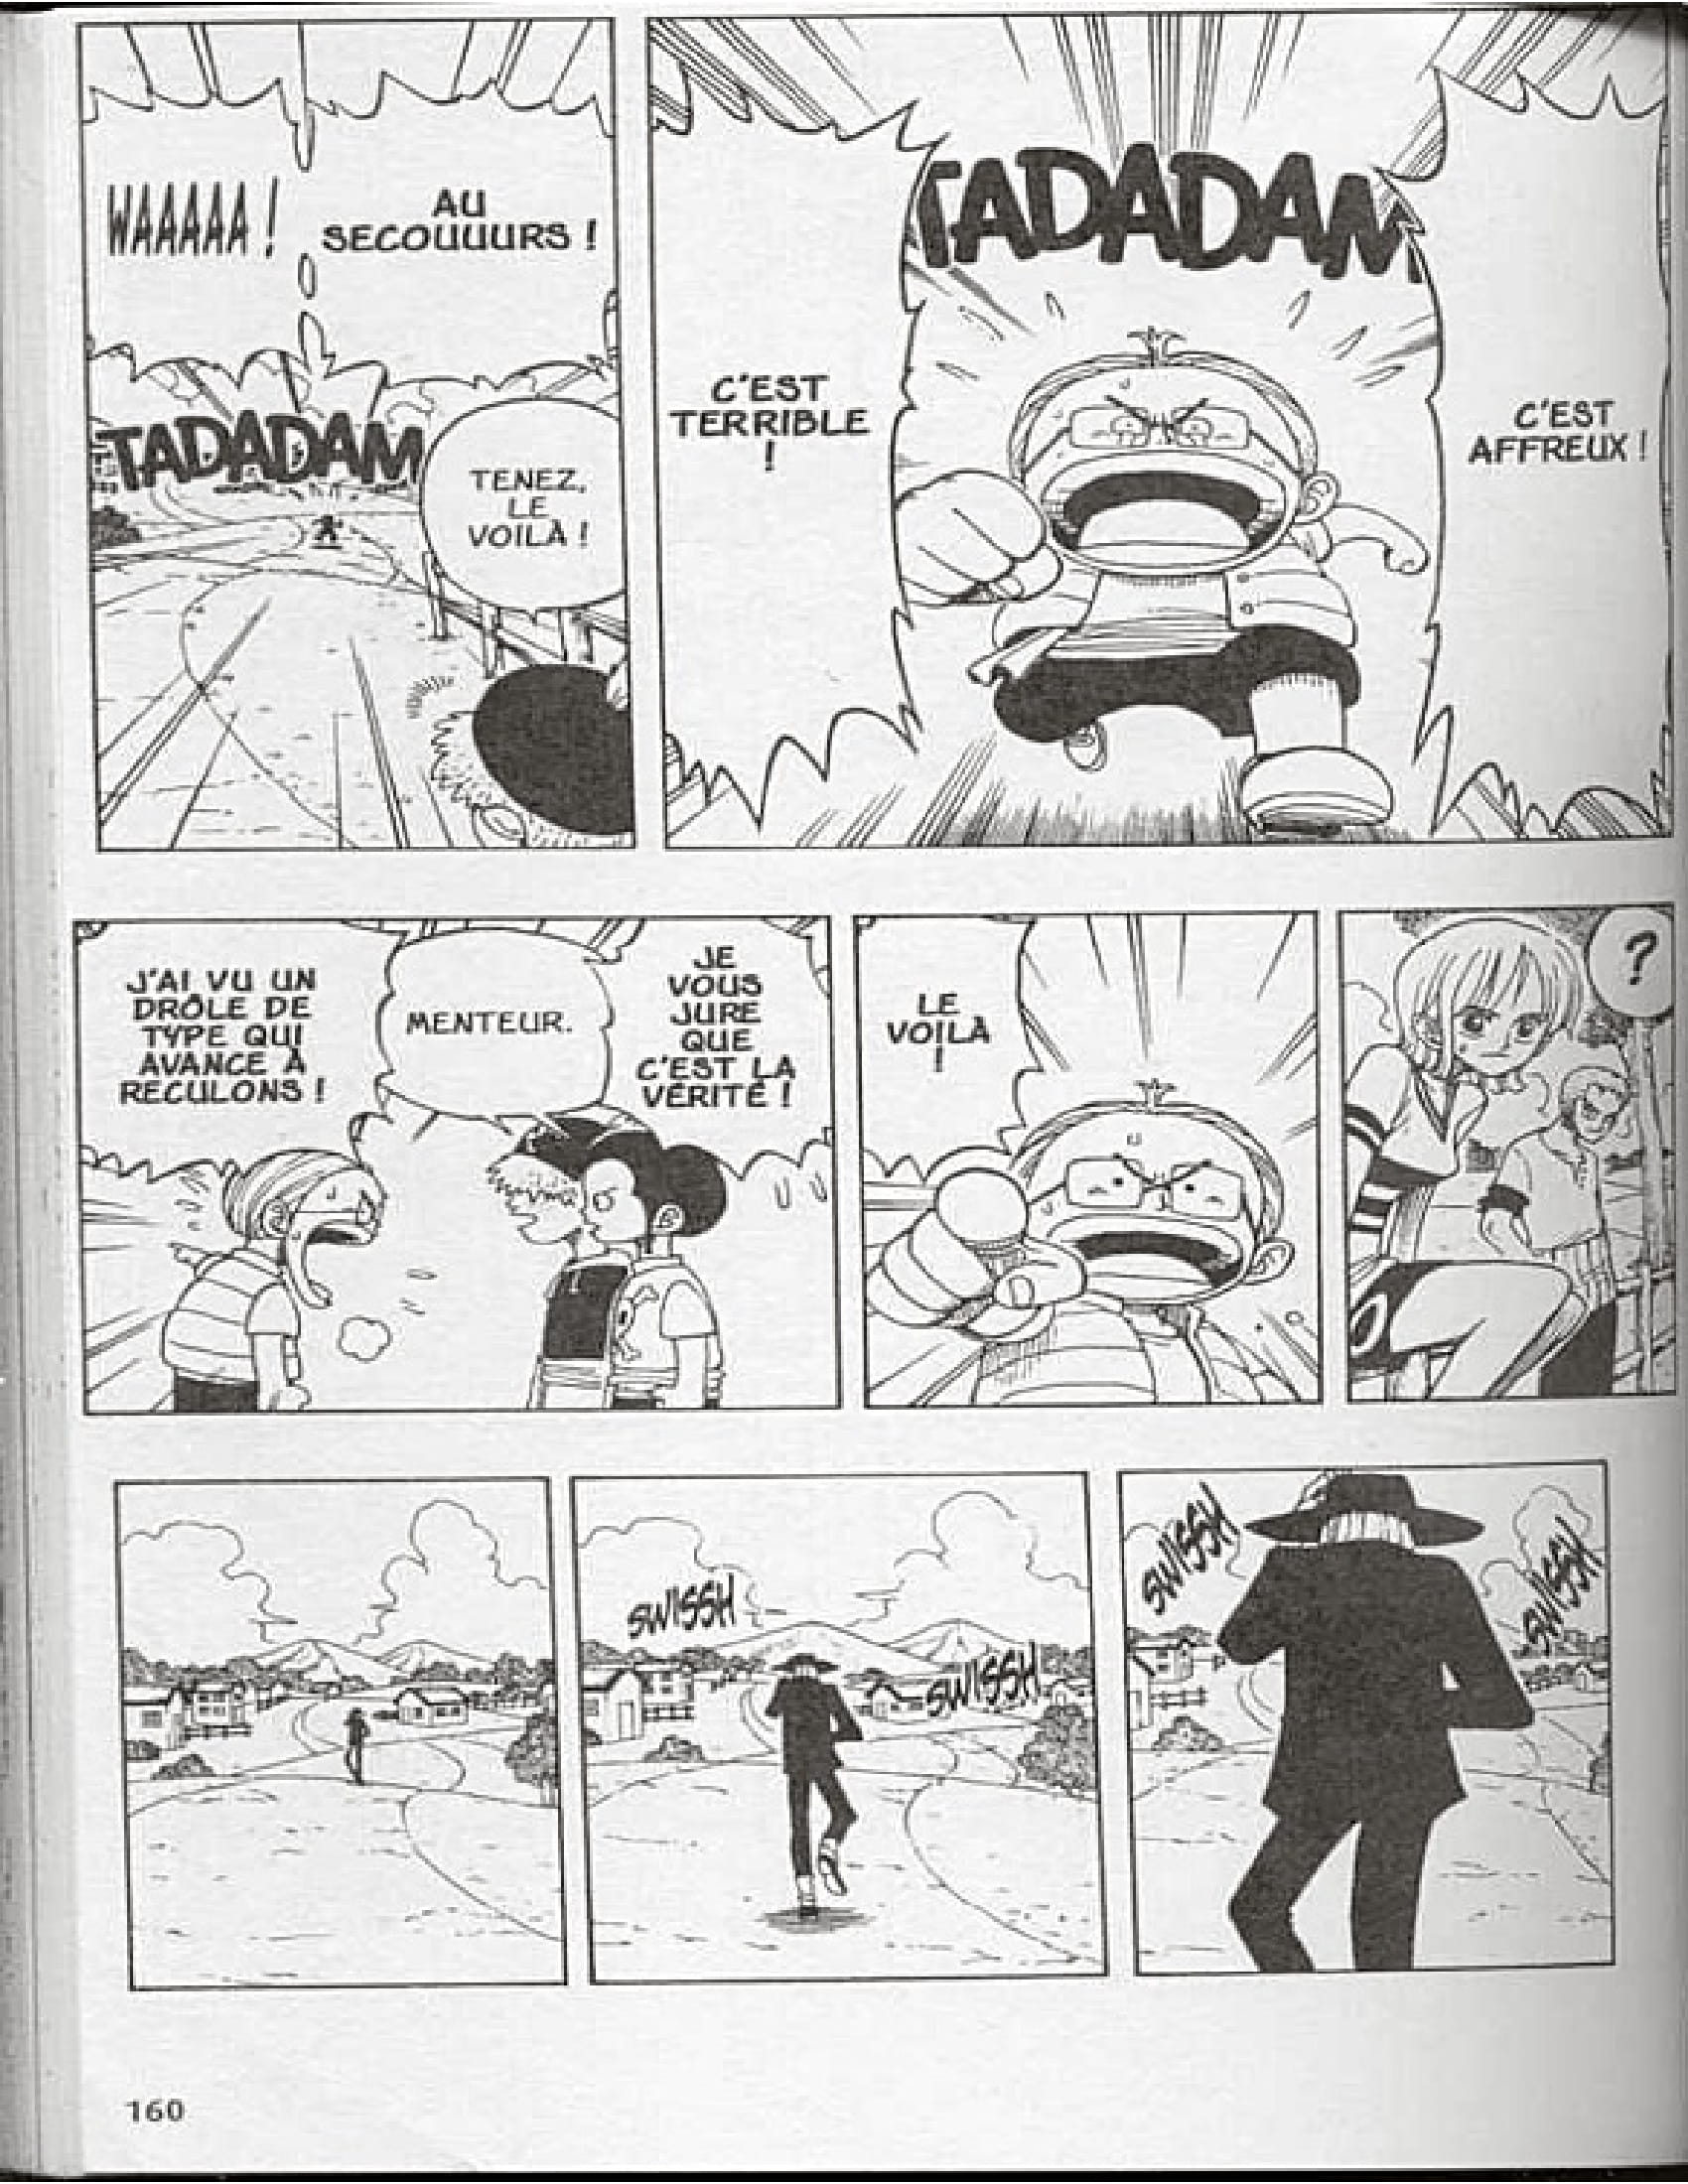 WAAAAA !
AU
SECOUUUURS !
TADADAM
TENEZ,
LE
VOILÀ !
TADADAM
C'EST
TERRIBLE
!
C'EST
AFFREUX !
J'AI VU UN
DRÔLE DE
TYPE QUI
AVANCE À
RECULONS !
MENTEUR.
JE
VOUS
JURE
QUE
C'EST LA
VÉRITÉ !
LE
VOILÀ
!
?
SWISSH
SWISSH
SWISSH
SWISSH
160